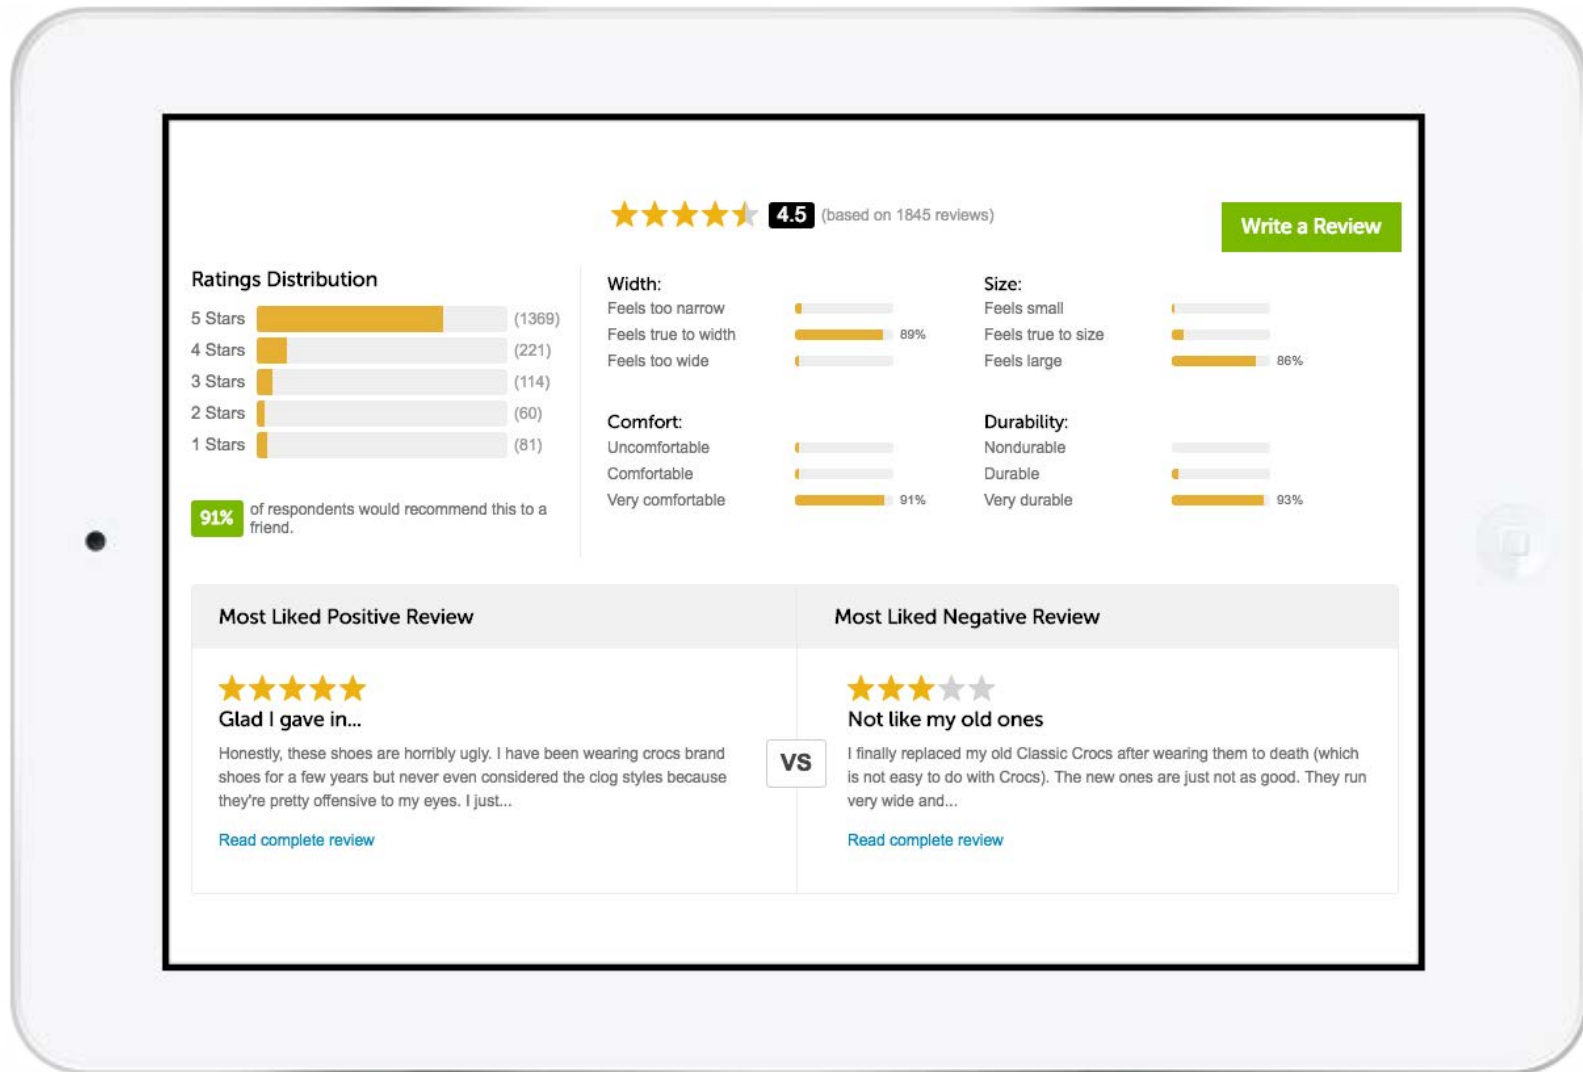 4.5 (based on 1845 reviews)
Write a Review
Ratings Distribution
5 Stars (1369)
4 Stars (221)
3 Stars (114)
2 Stars (60)
1 Stars (81)
91% of respondents would recommend this to a
friend.
Width:
Feels too narrow
Feels true to width 89%
Feels too wide
Size:
Feels small
Feels true to size
Feels large 86%
Comfort:
Uncomfortable
Comfortable
Very comfortable 91%
Durability:
Nondurable
Durable
Very durable 93%
Most Liked Positive Review
Glad I gave in...
Honestly, these shoes are horribly ugly. I have been wearing crocs brand
shoes for a few years but never even considered the clog styles because
they're pretty offensive to my eyes. I just...
Read complete review
VS
Most Liked Negative Review
Not like my old ones
I finally replaced my old Classic Crocs after wearing them to death (which
is not easy to do with Crocs). The new ones are just not as good. They run
very wide and...
Read complete review